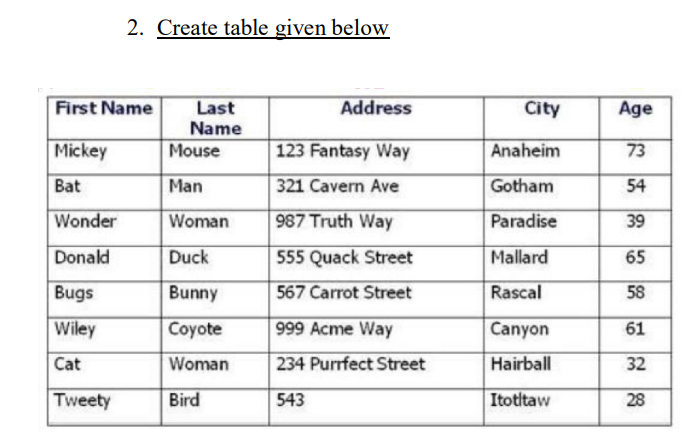 2. Create table given below
First Name Last Name Address City Age
Mickey Mouse 123 Fantasy Way Anaheim 73
Bat Man 321 Cavern Ave Gotham 54
Wonder Woman 987 Truth Way Paradise 39
Donald Duck 555 Quack Street Mallard 65
Bugs Bunny 567 Carrot Street Rascal 58
Wiley Coyote 999 Acme Way Canyon 61
Cat Woman 234 Purrfect Street Hairball 32
Tweety Bird 543 Itotltaw 28